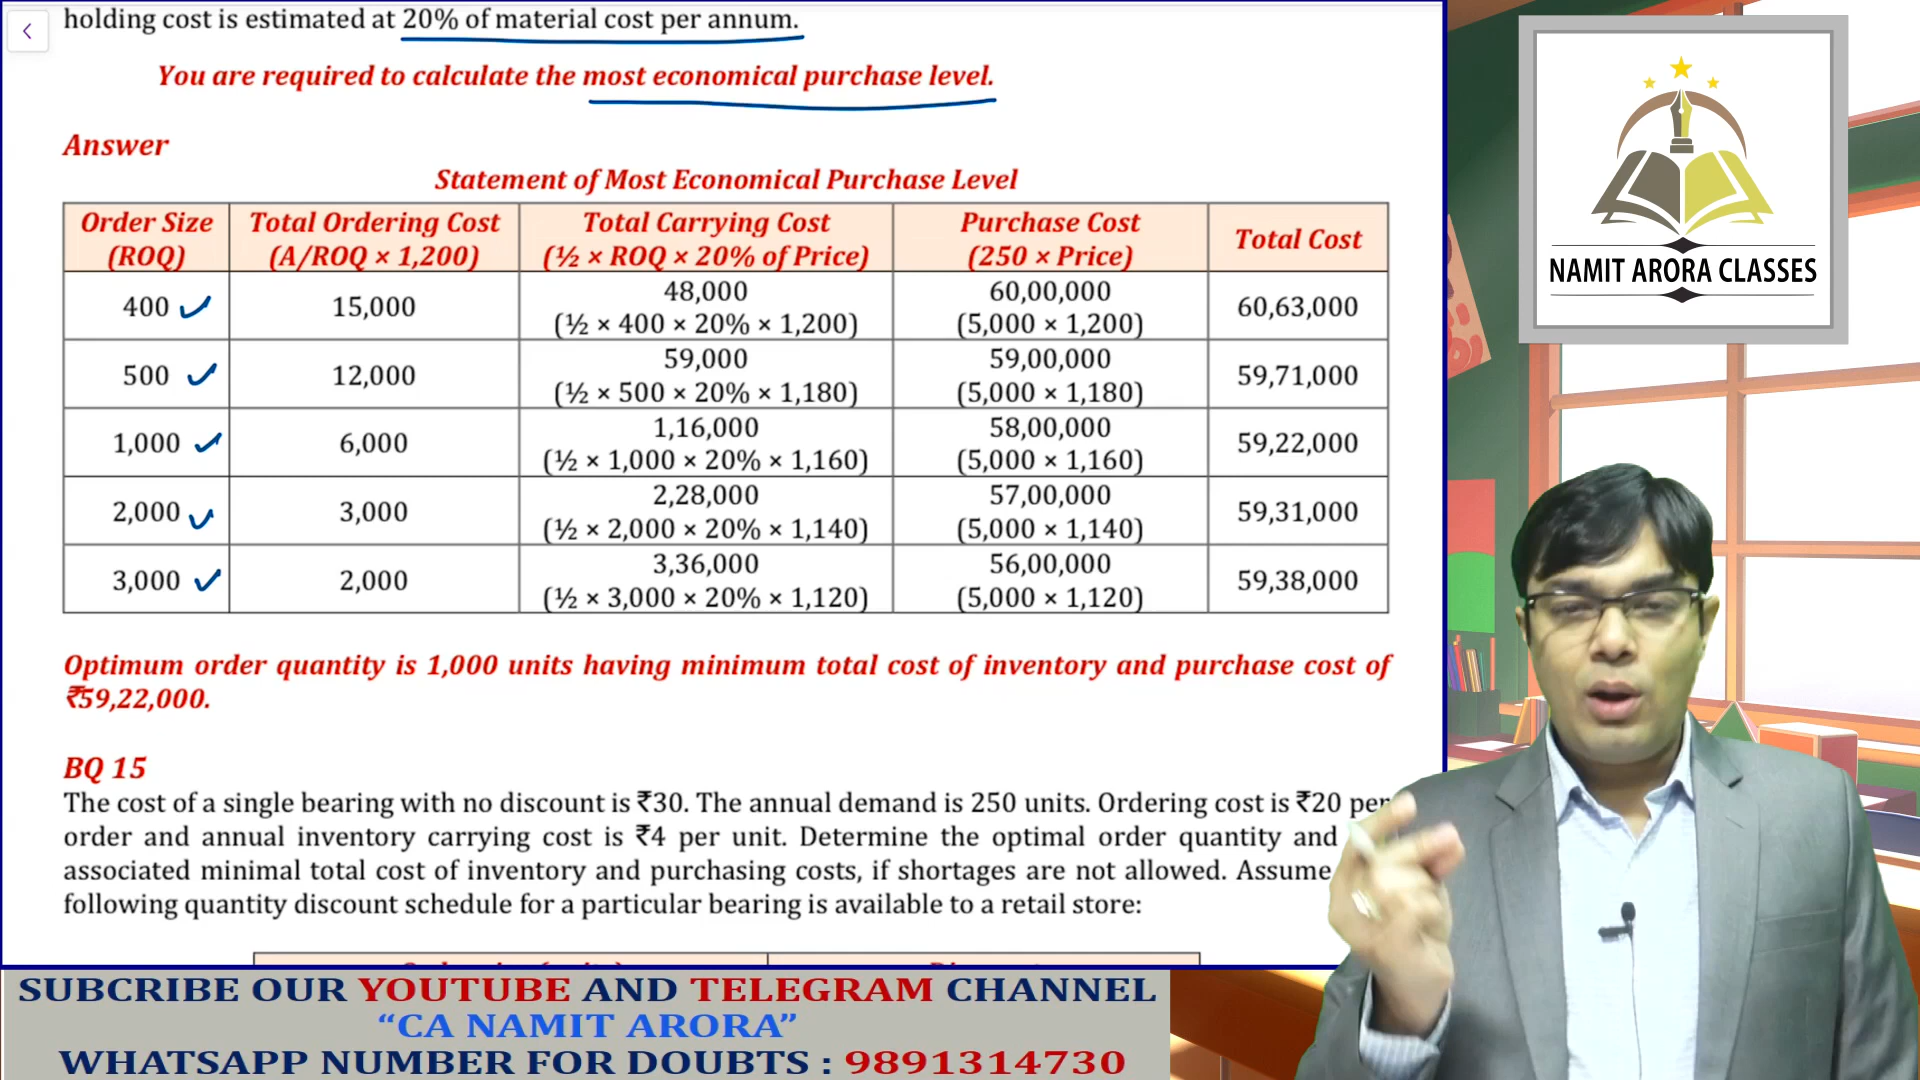 holding cost is estimated at 20% of material cost per annum.
You are required to calculate the most economical purchase level.
Answer
Statement of Most Economical Purchase Level
Order Size (ROQ) Total Ordering Cost (A/ROQ × 1,200) Total Carrying Cost (½ × ROQ × 20% of Price) Purchase Cost (250 × Price) Total Cost
400 15,000 48,000 (½ × 400 × 20% × 1,200) 60,00,000 (5,000 × 1,200) 60,63,000
500 12,000 59,000 (½ × 500 × 20% × 1,180) 59,00,000 (5,000 × 1,180) 59,71,000
1,000 6,000 1,16,000 (½ × 1,000 × 20% × 1,160) 58,00,000 (5,000 × 1,160) 59,22,000
2,000 3,000 2,28,000 (½ × 2,000 × 20% × 1,140) 57,00,000 (5,000 × 1,140) 59,31,000
3,000 2,000 3,36,000 (½ × 3,000 × 20% × 1,120) 56,00,000 (5,000 × 1,120) 59,38,000
Optimum order quantity is 1,000 units having minimum total cost of inventory and purchase cost of
₹59,22,000.
BQ 15
The cost of a single bearing with no discount is ₹30. The annual demand is 250 units. Ordering cost is ₹20 per
order and annual inventory carrying cost is ₹4 per unit. Determine the optimal order quantity and
associated minimal total cost of inventory and purchasing costs, if shortages are not allowed. Assume
following quantity discount schedule for a particular bearing is available to a retail store:
NAMIT ARORA CLASSES
SUBCRIBE OUR YOUTUBE AND TELEGRAM CHANNEL
“CA NAMIT ARORA”
WHATSAPP NUMBER FOR DOUBTS : 9891314730